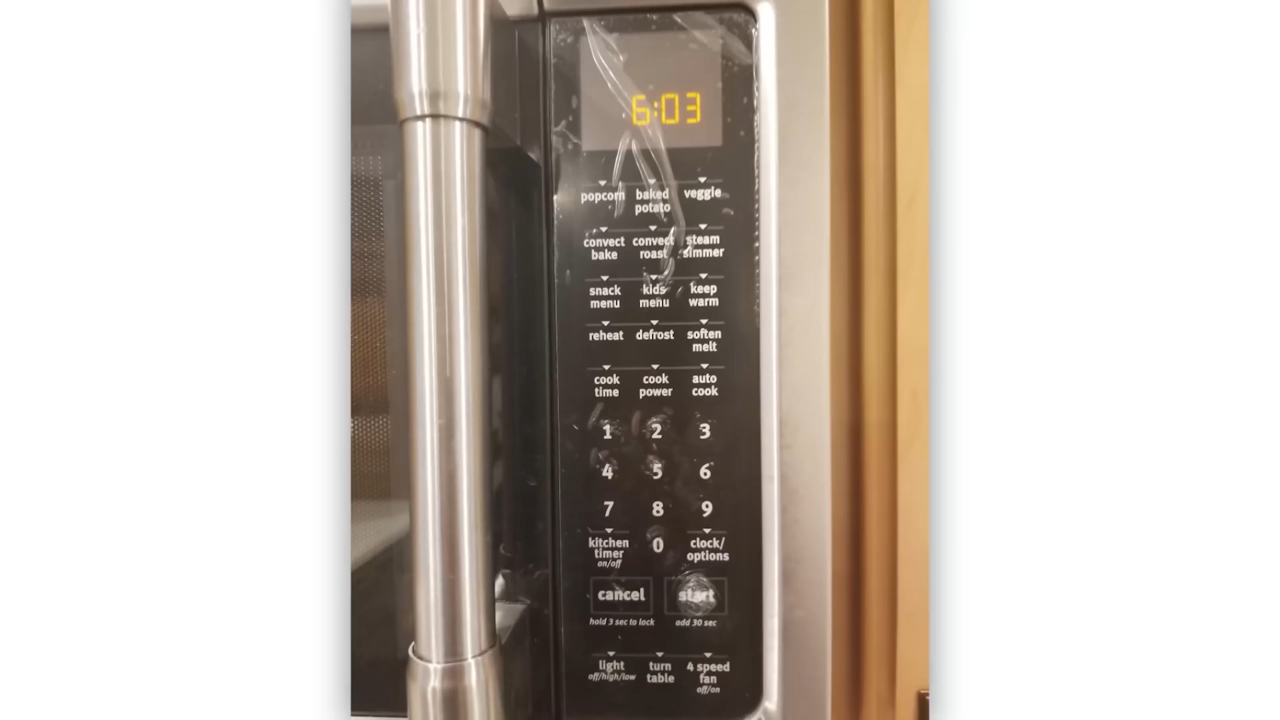 6:03
popcorn baked potato veggie
convect bake convect roast steam simmer
snack menu kids menu keep warm
reheat defrost soften melt
cook time cook power auto cook
1 2 3
4 5 6
7 8 9
kitchen timer on/off 0 clock/options
cancel start
hold 3 sec to lock add 30 sec
light off/high/low turn table 4 speed fan off/on